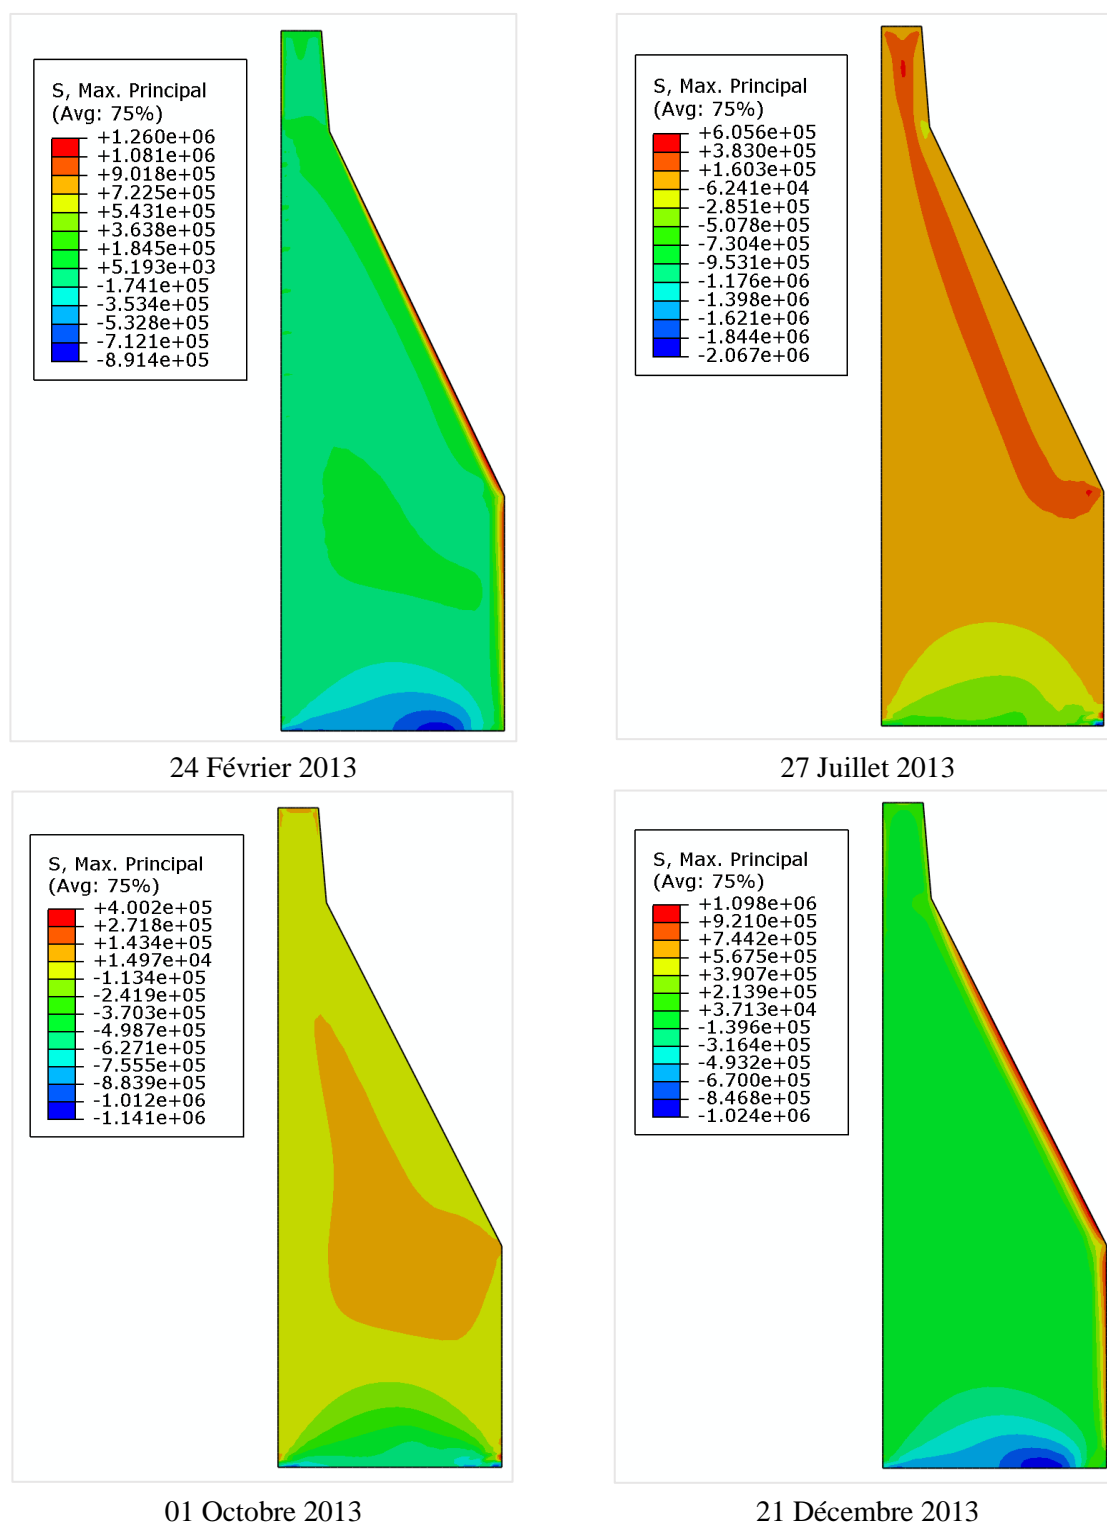 S, Max. Principal
(Avg: 75%)
+1.260e+06
+1.081e+06
+9.018e+05
+7.225e+05
+5.431e+05
+3.638e+05
+1.845e+05
+5.193e+03
-1.741e+05
-3.534e+05
-5.328e+05
-7.121e+05
-8.914e+05
S, Max. Principal
(Avg: 75%)
+6.056e+05
+3.830e+05
+1.603e+05
-6.241e+04
-2.851e+05
-5.078e+05
-7.304e+05
-9.531e+05
-1.176e+06
-1.398e+06
-1.621e+06
-1.844e+06
-2.067e+06
24 Février 2013
27 Juillet 2013
S, Max. Principal
(Avg: 75%)
+4.002e+05
+2.718e+05
+1.434e+05
+1.497e+04
-1.134e+05
-2.419e+05
-3.703e+05
-4.987e+05
-6.271e+05
-7.555e+05
-8.839e+05
-1.012e+06
-1.141e+06
S, Max. Principal
(Avg: 75%)
+1.098e+06
+9.210e+05
+7.442e+05
+5.675e+05
+3.907e+05
+2.139e+05
+3.713e+04
-1.396e+05
-3.164e+05
-4.932e+05
-6.700e+05
-8.468e+05
-1.024e+06
01 Octobre 2013
21 Décembre 2013